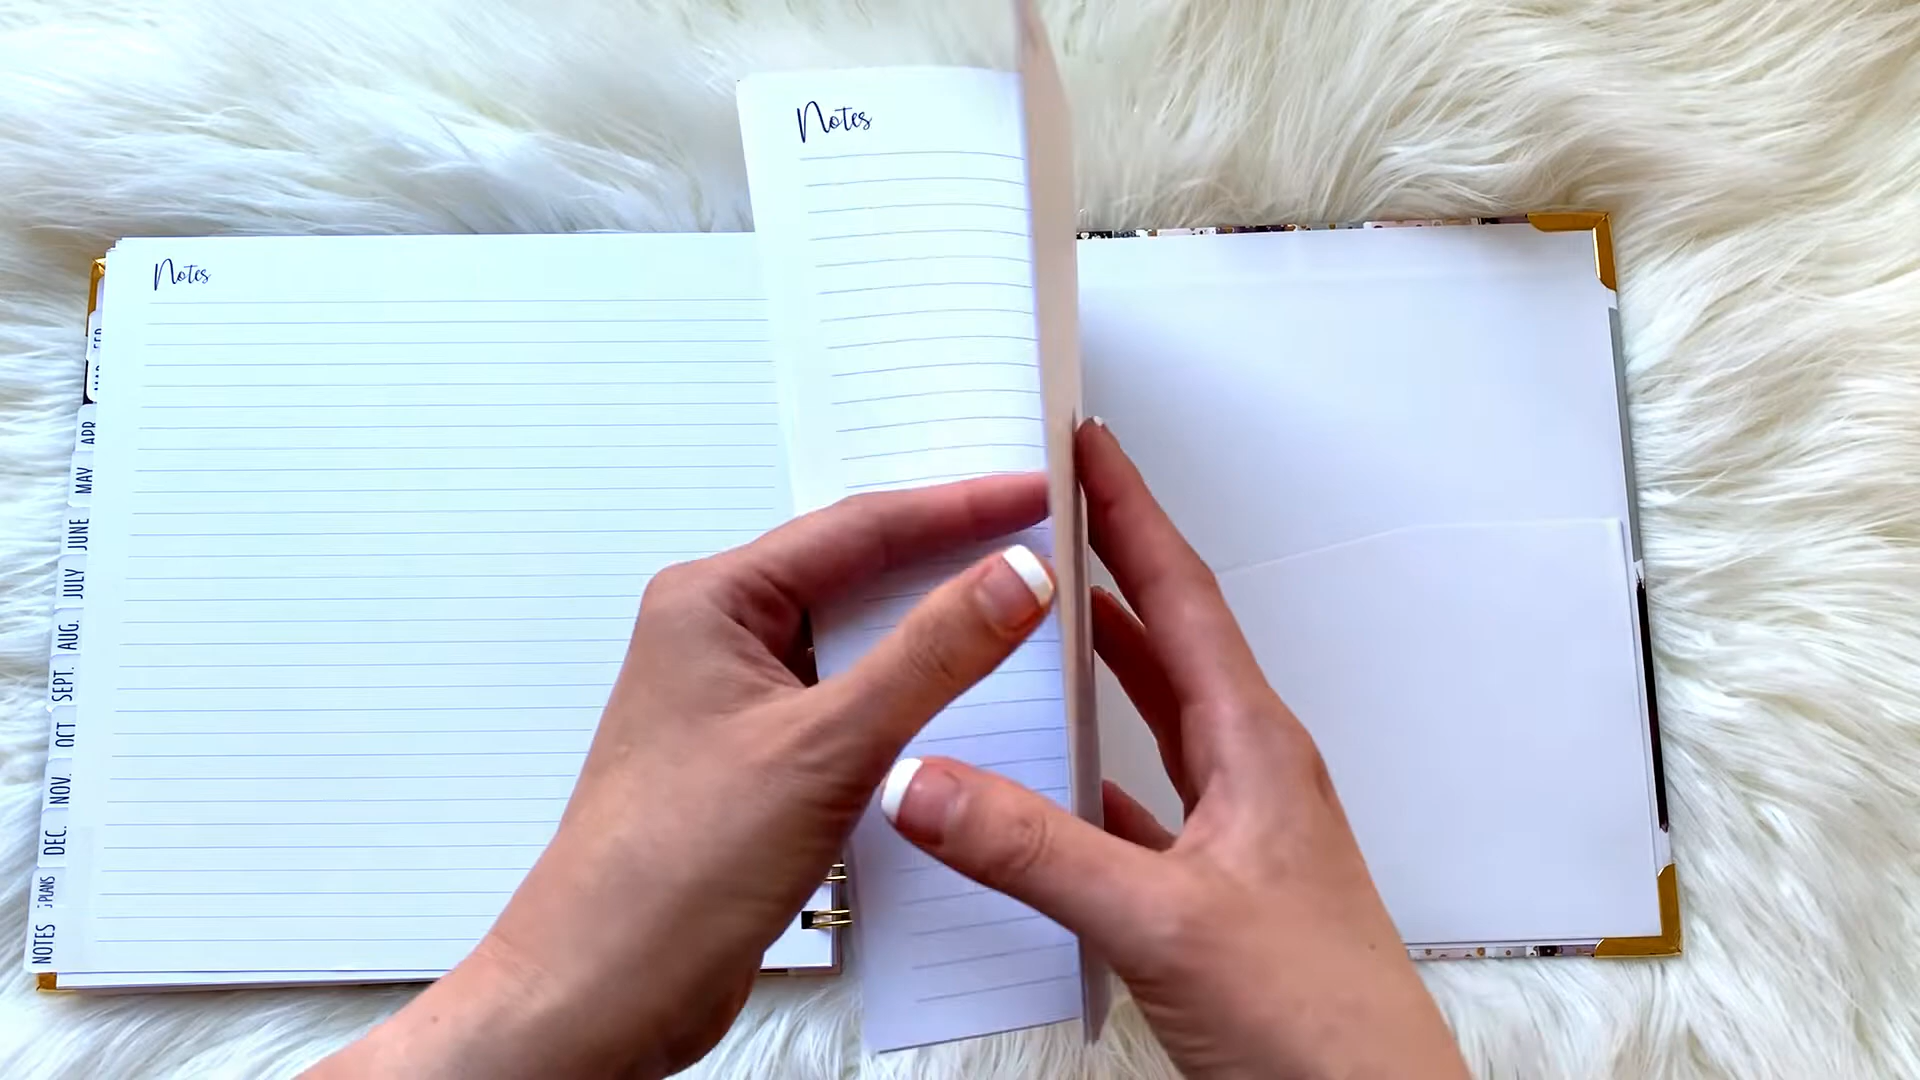 Notes
Notes
APR
MAY
JUNE
JULY
AUG.
SEPT.
OCT
NOV.
DEC.
PLANS
NOTES